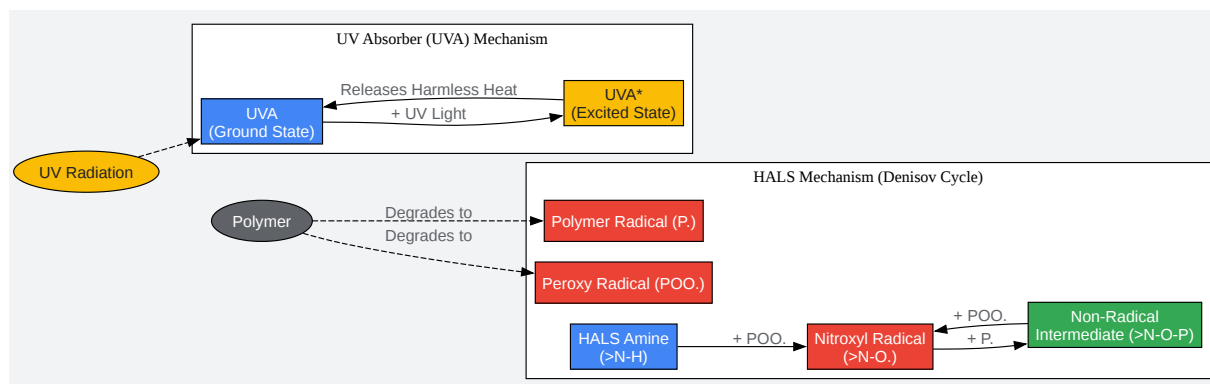 UV Absorber (UVA) Mechanism
Releases Harmless Heat
UVA*
(Excited State)
UVA
(Ground State)
+ UV Light
UV Radiation
HALS Mechanism (Denisov Cycle)
Polymer
Degrades to
Degrades to
Polymer Radical (P.)
Peroxy Radical (POO.)
HALS Amine
(>N-H)
+ POO.
Nitroxyl Radical
(>N-O.)
+ POO.
+ P.
Non-Radical
Intermediate (>N-O-P)